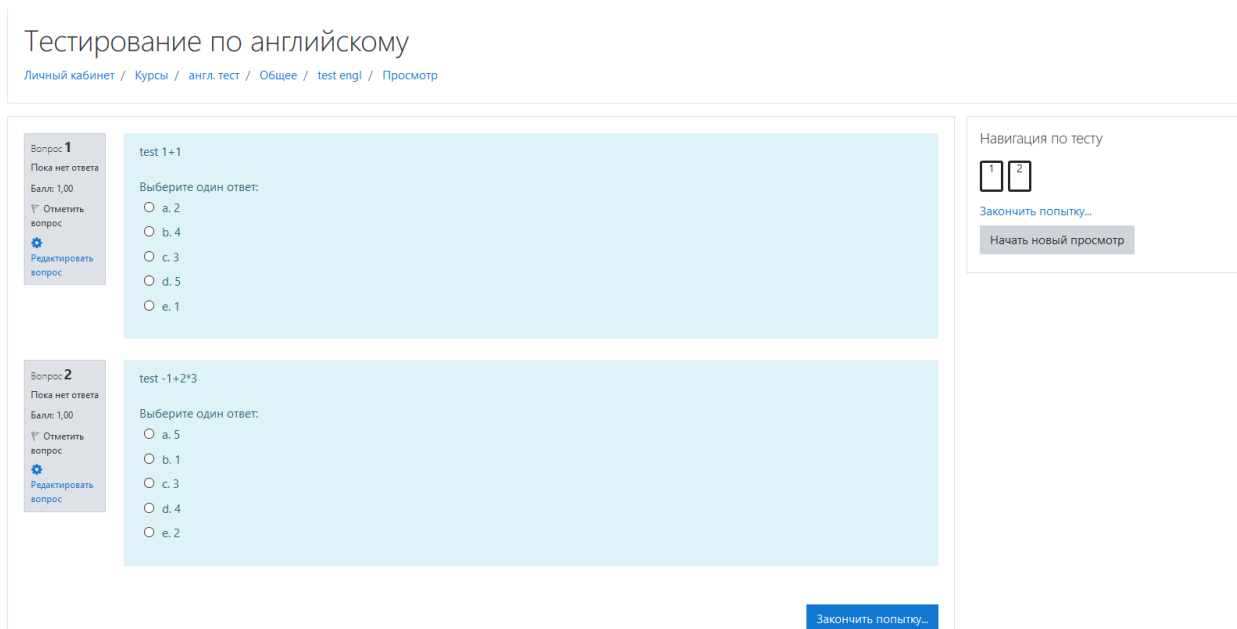 Тестирование по английскому
Личный кабинет / Курсы / англ. тест / Общее / test engl / Просмотр
Вопрос 1
Пока нет ответа
Балл: 1,00
Отметить
вопрос
Редактировать
вопрос
test 1+1
Выберите один ответ:
a. 2
b. 4
c. 3
d. 5
e. 1
Вопрос 2
Пока нет ответа
Балл: 1,00
Отметить
вопрос
Редактировать
вопрос
test -1+2*3
Выберите один ответ:
a. 5
b. 1
c. 3
d. 4
e. 2
Закончить попытку...
Навигация по тесту
1 2
Закончить попытку...
Начать новый просмотр